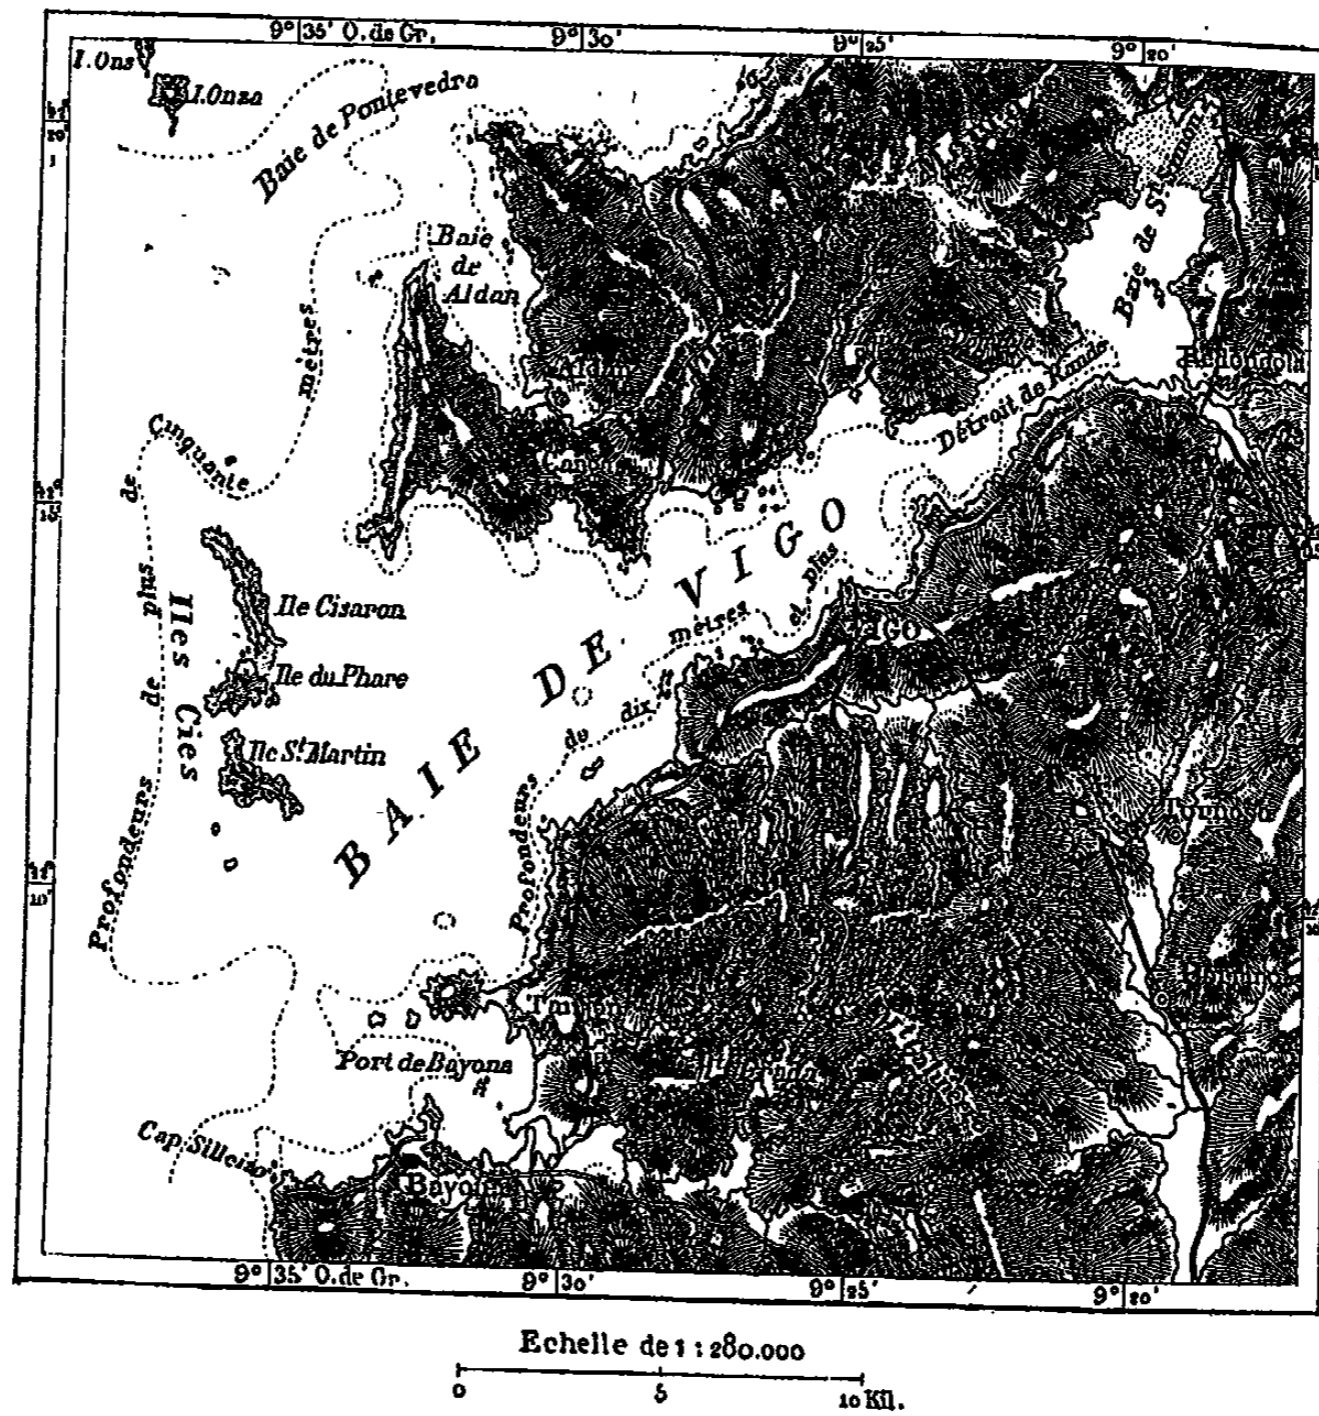 9° 35' O. de Gr.
9° 30'
9° 25'
9° 20'
I. Ons
I. Onza
Baie de Pontevedra
Baie de St Simon
Baie
de
Aldan
Aldan
Détroit de Rande
Redondela
Cinquante
mètres
de plus de
Profondeurs
Iles Cies
Ile Cisaron
Ile du Phare
Ile St Martin
BAIE DE VIGO
VIGO
Profondeurs de dix mètres et plus
Port de Bayona
Cap. Silleiro
Bayona
9° 35' O. de Gr.
9° 30'
9° 25'
9° 20'
Echelle de 1 : 280.000
0 5 10 Kil.